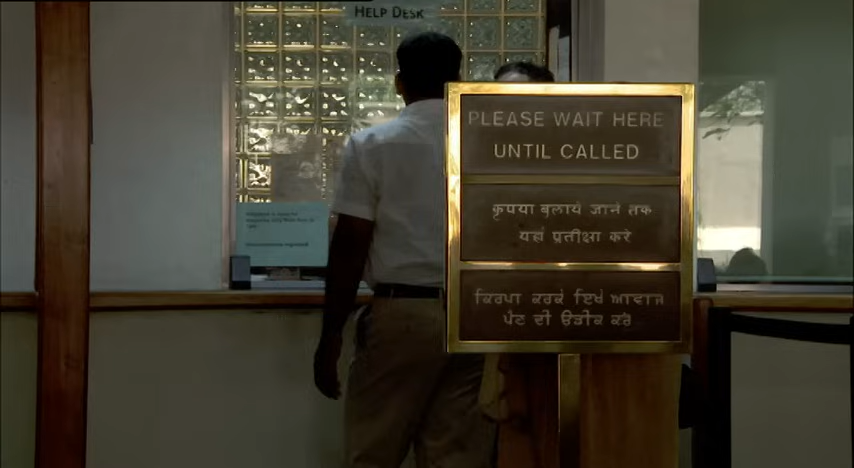 HELP DESK
PLEASE WAIT HERE
UNTIL CALLED
कृपया बुलाये जाने तक
यहां प्रतीक्षा करे
ਕਿਰਪਾ ਕਰਕੇ ਇਥੇ ਆਵਾਜ
ਪੈਣ ਦੀ ਉਡੀਕ ਕਰੋ